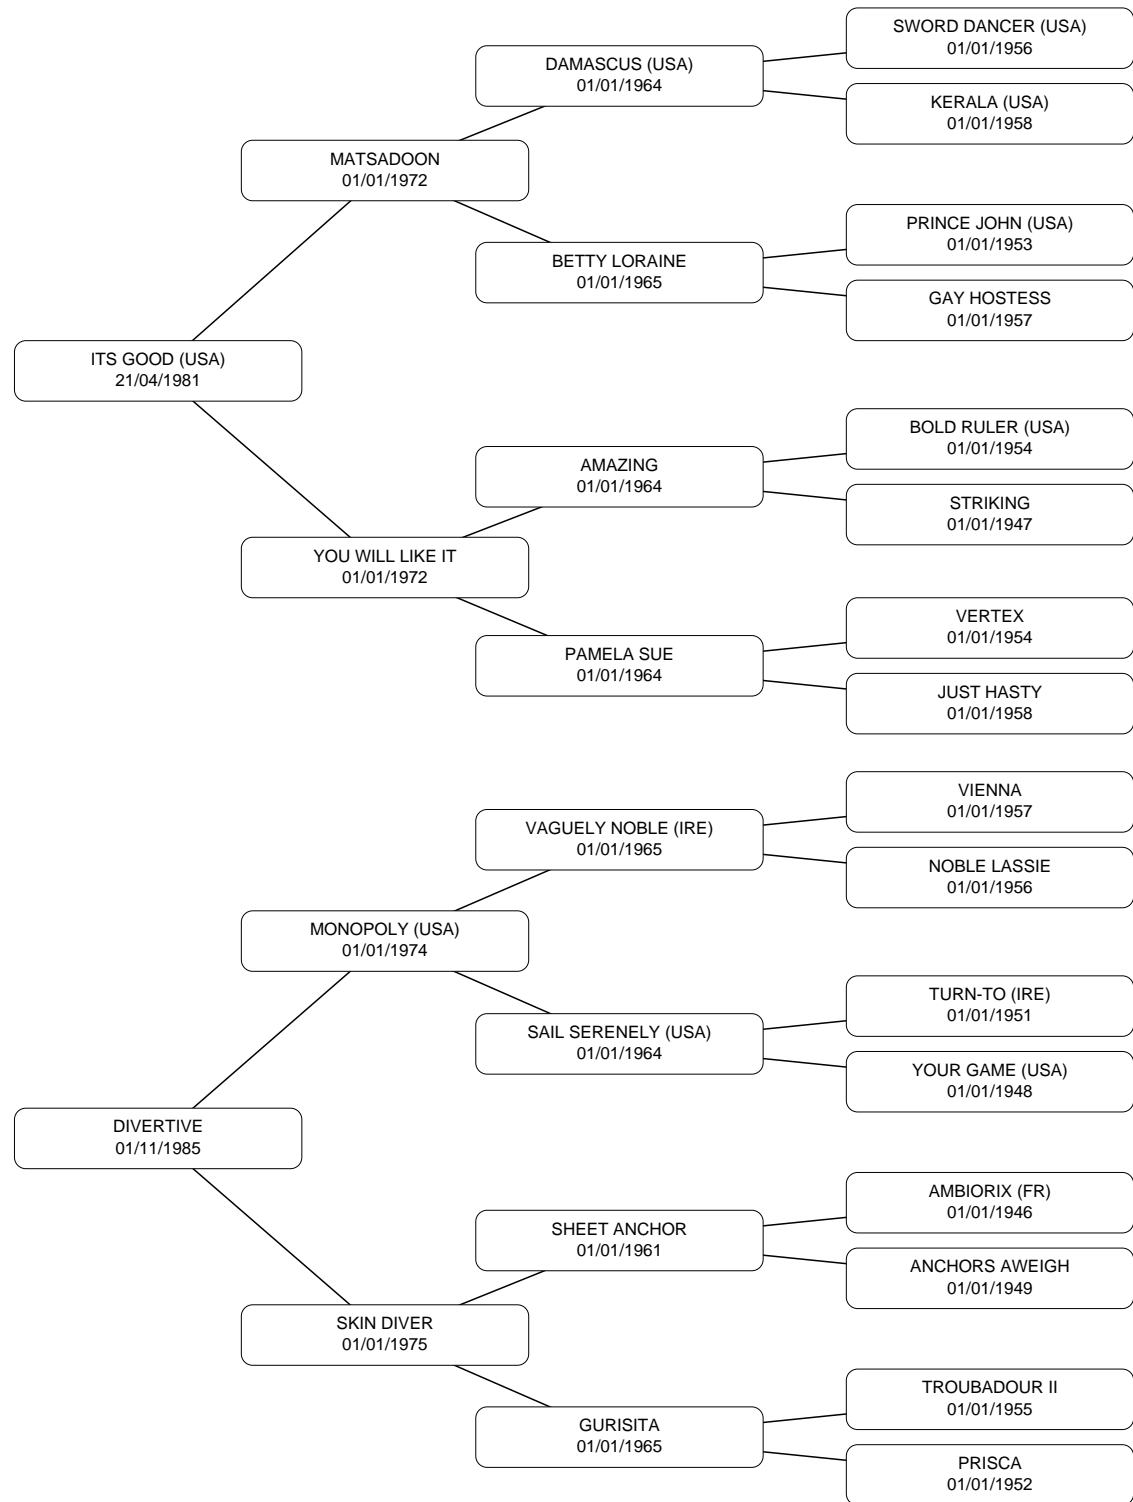 SWORD DANCER (USA)
01/01/1956
DAMASCUS (USA)
01/01/1964
KERALA (USA)
01/01/1958
MATSADOON
01/01/1972
PRINCE JOHN (USA)
01/01/1953
BETTY LORAINE
01/01/1965
GAY HOSTESS
01/01/1957
ITS GOOD (USA)
21/04/1981
BOLD RULER (USA)
01/01/1954
AMAZING
01/01/1964
STRIKING
01/01/1947
YOU WILL LIKE IT
01/01/1972
VERTEX
01/01/1954
PAMELA SUE
01/01/1964
JUST HASTY
01/01/1958
VIENNA
01/01/1957
VAGUELY NOBLE (IRE)
01/01/1965
NOBLE LASSIE
01/01/1956
MONOPOLY (USA)
01/01/1974
TURN-TO (IRE)
01/01/1951
SAIL SERENELY (USA)
01/01/1964
YOUR GAME (USA)
01/01/1948
DIVERTIVE
01/11/1985
AMBIORIX (FR)
01/01/1946
SHEET ANCHOR
01/01/1961
ANCHORS AWEIGH
01/01/1949
SKIN DIVER
01/01/1975
TROUBADOUR II
01/01/1955
GURISITA
01/01/1965
PRISCA
01/01/1952